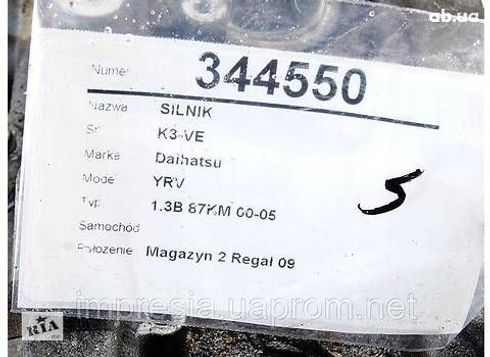 ab.ua
Numer 344550
Nazwa SILNIK
K3-VE
Marka Daihatsu
Mode YRV
Typ 1.3B 87KM 00-05
Samochód
Położenie Magazyn 2 Regał 09
5
impresia.uaprom.net
RIA